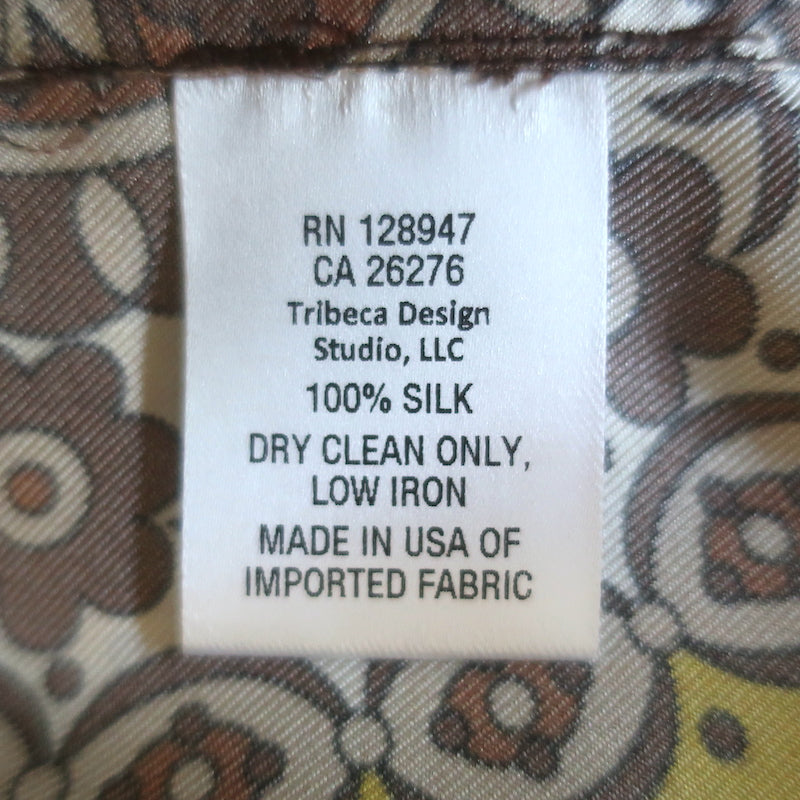 RN 128947
CA 26276
Tribeca Design
Studio, LLC
100% SILK
DRY CLEAN ONLY,
LOW IRON
MADE IN USA OF
IMPORTED FABRIC